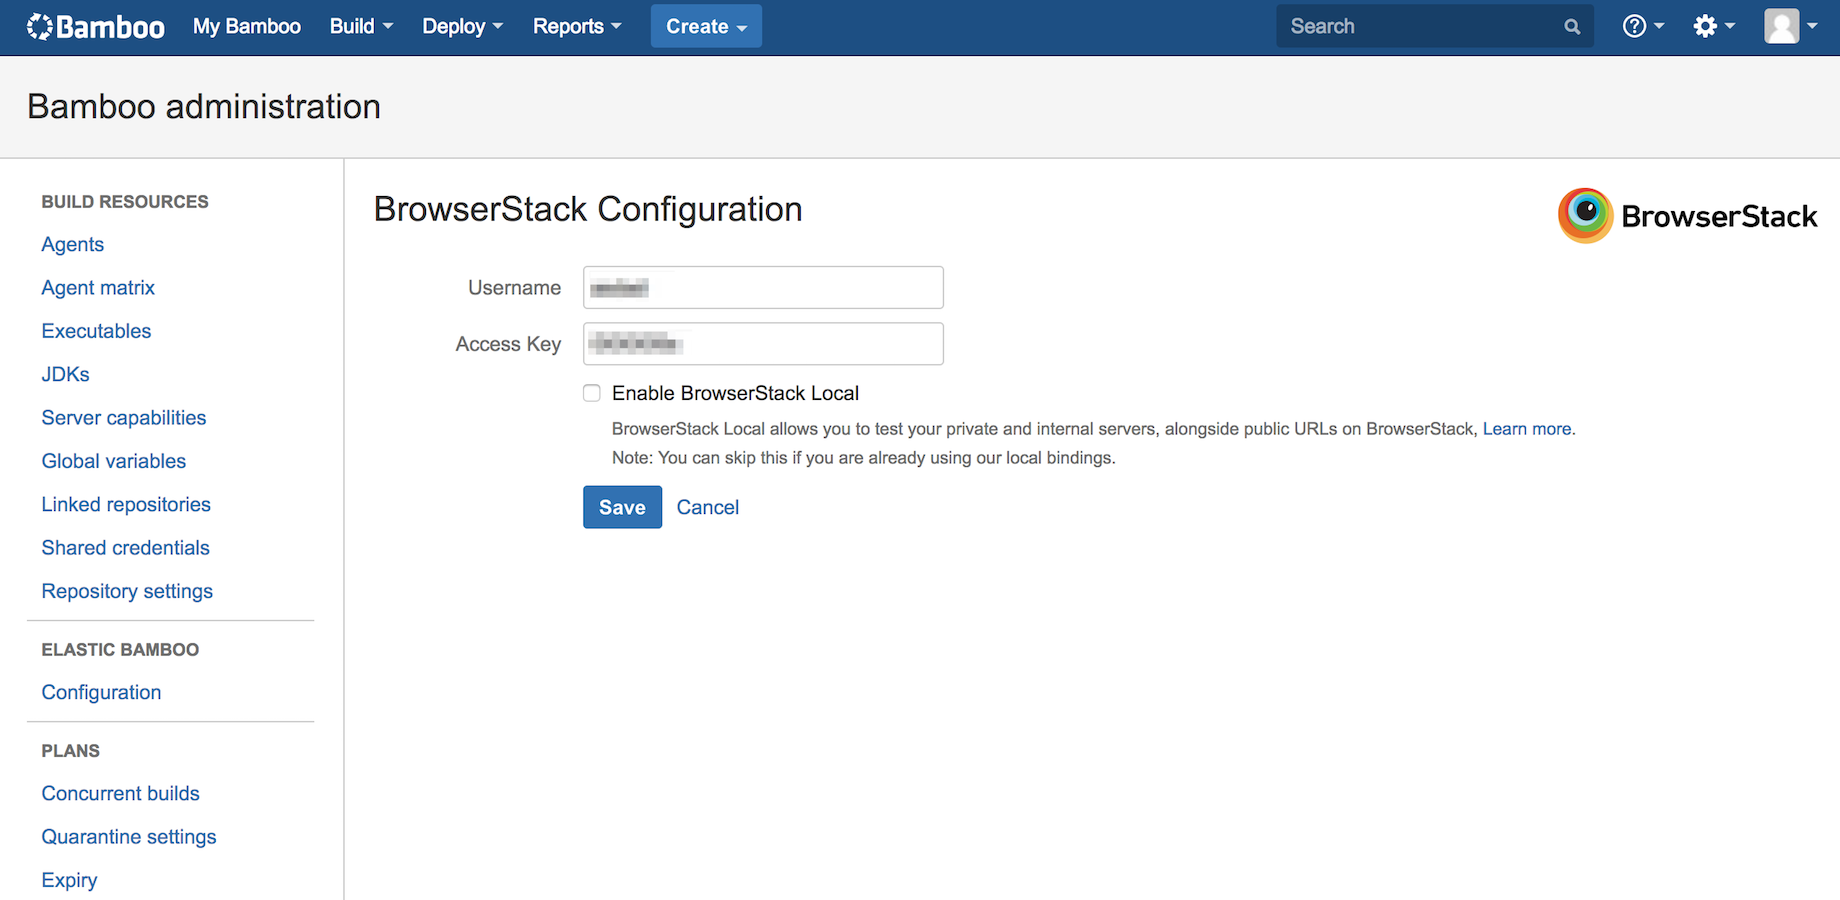 Bamboo My Bamboo Build Deploy Reports Create Search
Bamboo administration
BUILD RESOURCES
Agents
Agent matrix
Executables
JDKs
Server capabilities
Global variables
Linked repositories
Shared credentials
Repository settings
ELASTIC BAMBOO
Configuration
PLANS
Concurrent builds
Quarantine settings
Expiry
BrowserStack Configuration
BrowserStack
Username
Access Key
Enable BrowserStack Local
BrowserStack Local allows you to test your private and internal servers, alongside public URLs on BrowserStack, Learn more.
Note: You can skip this if you are already using our local bindings.
Save Cancel